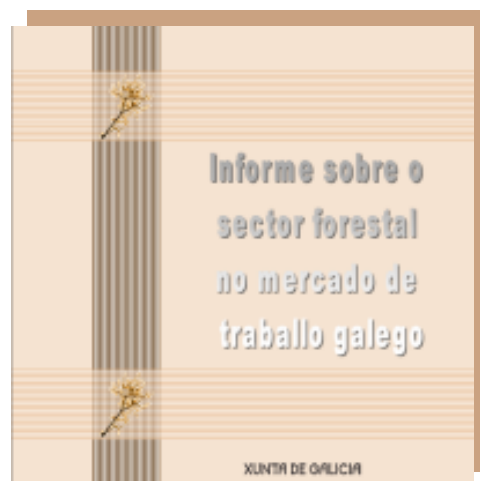 Informe sobre o
sector forestal
no mercado de
traballo galego
XUNTA DE GALICIA